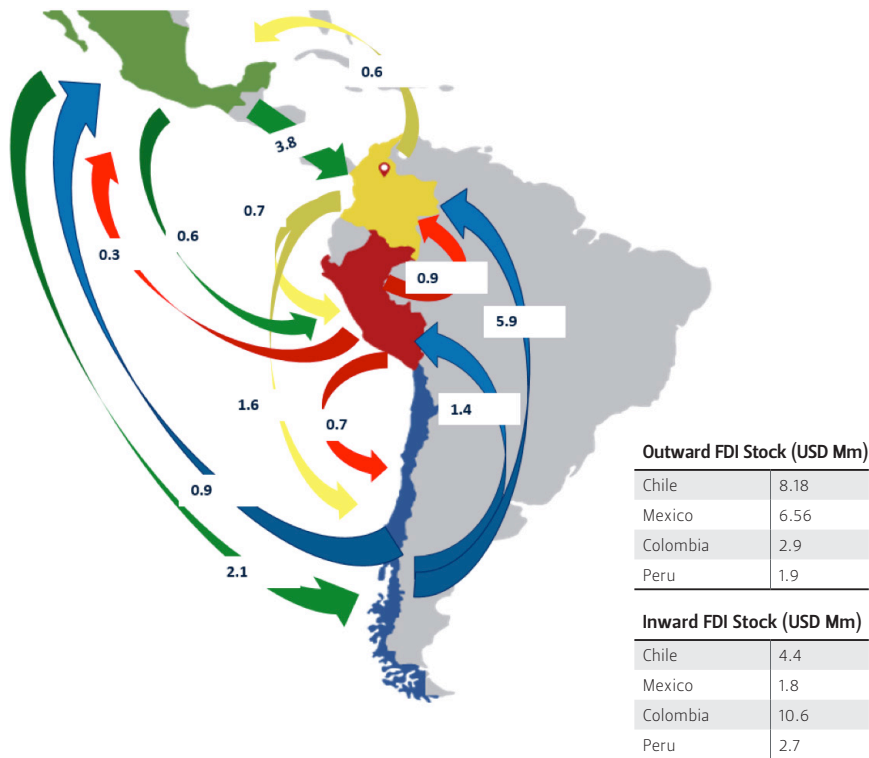 0.6
3.8
0.7
0.6
0.3
0.9
5.9
1.6
0.7
1.4
0.9
2.1
Outward FDI Stock (USD Mm)
Chile 8.18
Mexico 6.56
Colombia 2.9
Peru 1.9
Inward FDI Stock (USD Mm)
Chile 4.4
Mexico 1.8
Colombia 10.6
Peru 2.7